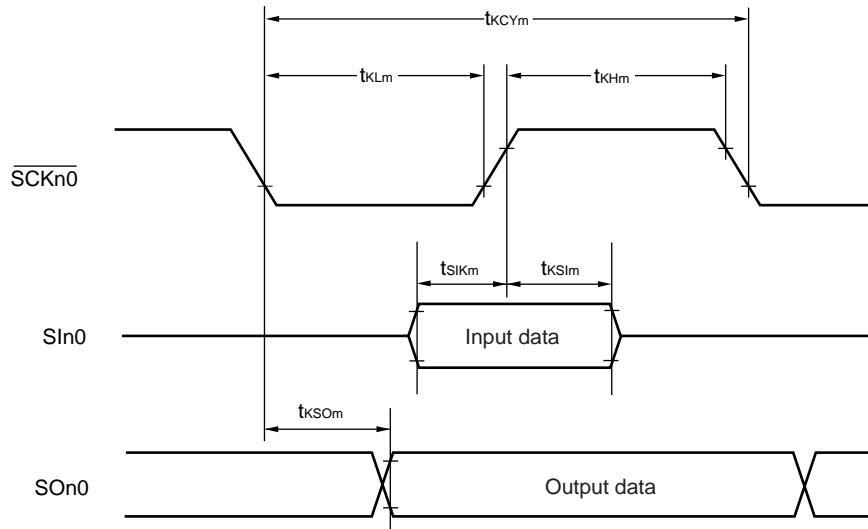 tKCYm
tKLm
tKHm
SCKn0
tSIKm
tKSIm
SIn0
Input data
tKSOm
SOn0
Output data